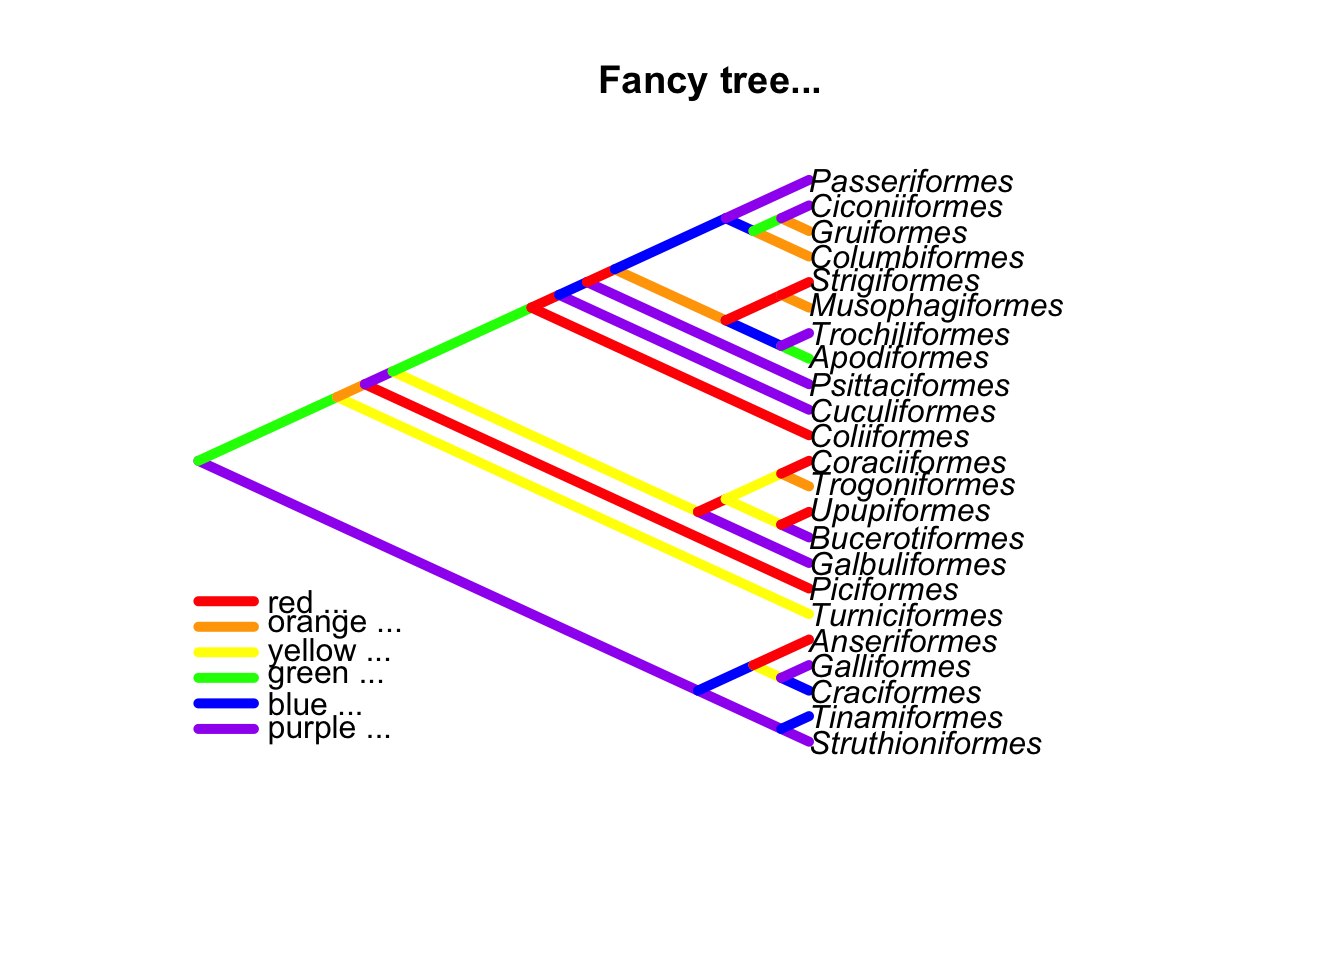 Fancy tree...
Passeriformes
Ciconiiformes
Gruiformes
Columbiformes
Strigiformes
Musophagiformes
Trochiliformes
Apodiformes
Psittaciformes
Cuculiformes
Coliiformes
Coraciiformes
Trogoniformes
Upupiformes
Bucerotiformes
Galbuliformes
Piciformes
Turniciformes
Anseriformes
Galliformes
Craciformes
Tinamiformes
Struthioniformes
red ...
orange ...
yellow ...
green ...
blue ...
purple ...